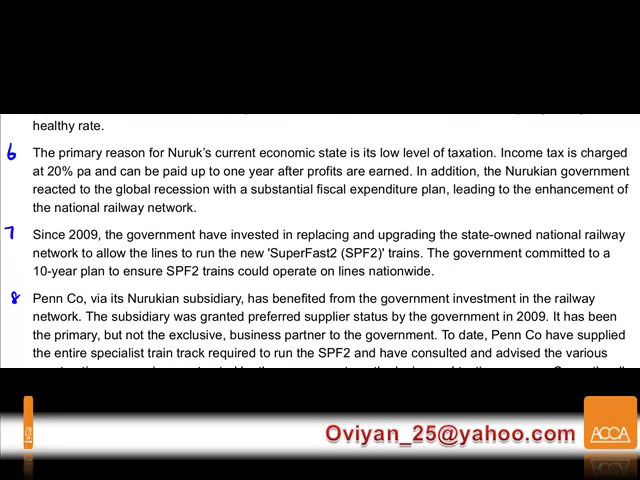 healthy rate.
6
The primary reason for Nuruk's current economic state is its low level of taxation. Income tax is charged
at 20% pa and can be paid up to one year after profits are earned. In addition, the Nurukian government
reacted to the global recession with a substantial fiscal expenditure plan, leading to the enhancement of
the national railway network.
7
Since 2009, the government have invested in replacing and upgrading the state-owned national railway
network to allow the lines to run the new 'SuperFast2 (SPF2)' trains. The government committed to a
10-year plan to ensure SPF2 trains could operate on lines nationwide.
8
Penn Co, via its Nurukian subsidiary, has benefited from the government investment in the railway
network. The subsidiary was granted preferred supplier status by the government in 2009. It has been
the primary, but not the exclusive, business partner to the government. To date, Penn Co have supplied
the entire specialist train track required to run the SPF2 and have consulted and advised the various
Oviyan_25@yahoo.com
ACCA